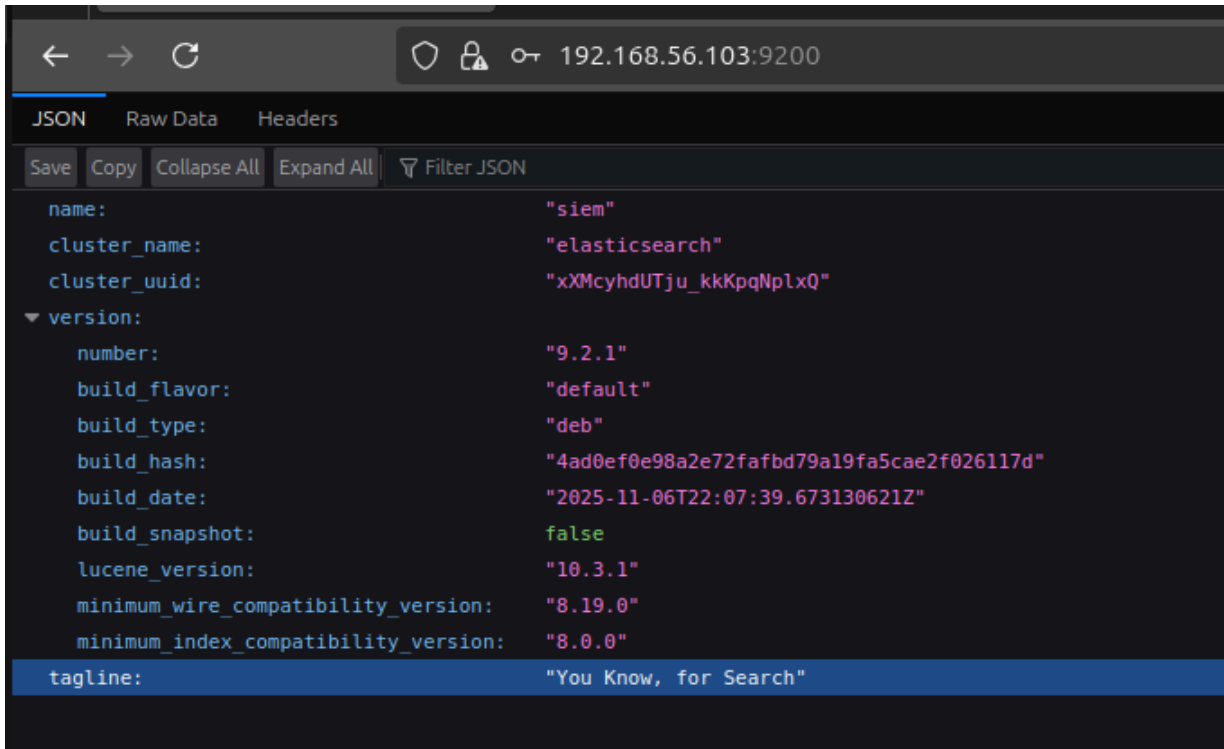 192.168.56.103:9200
JSON Raw Data Headers
Save Copy Collapse All Expand All Filter JSON
name: "siem"
cluster_name: "elasticsearch"
cluster_uuid: "xXMcyhdUTju_kkKpqNplxQ"
version:
number: "9.2.1"
build_flavor: "default"
build_type: "deb"
build_hash: "4ad0ef0e98a2e72fafbd79a19fa5cae2f026117d"
build_date: "2025-11-06T22:07:39.673130621Z"
build_snapshot: false
lucene_version: "10.3.1"
minimum_wire_compatibility_version: "8.19.0"
minimum_index_compatibility_version: "8.0.0"
tagline: "You Know, for Search"